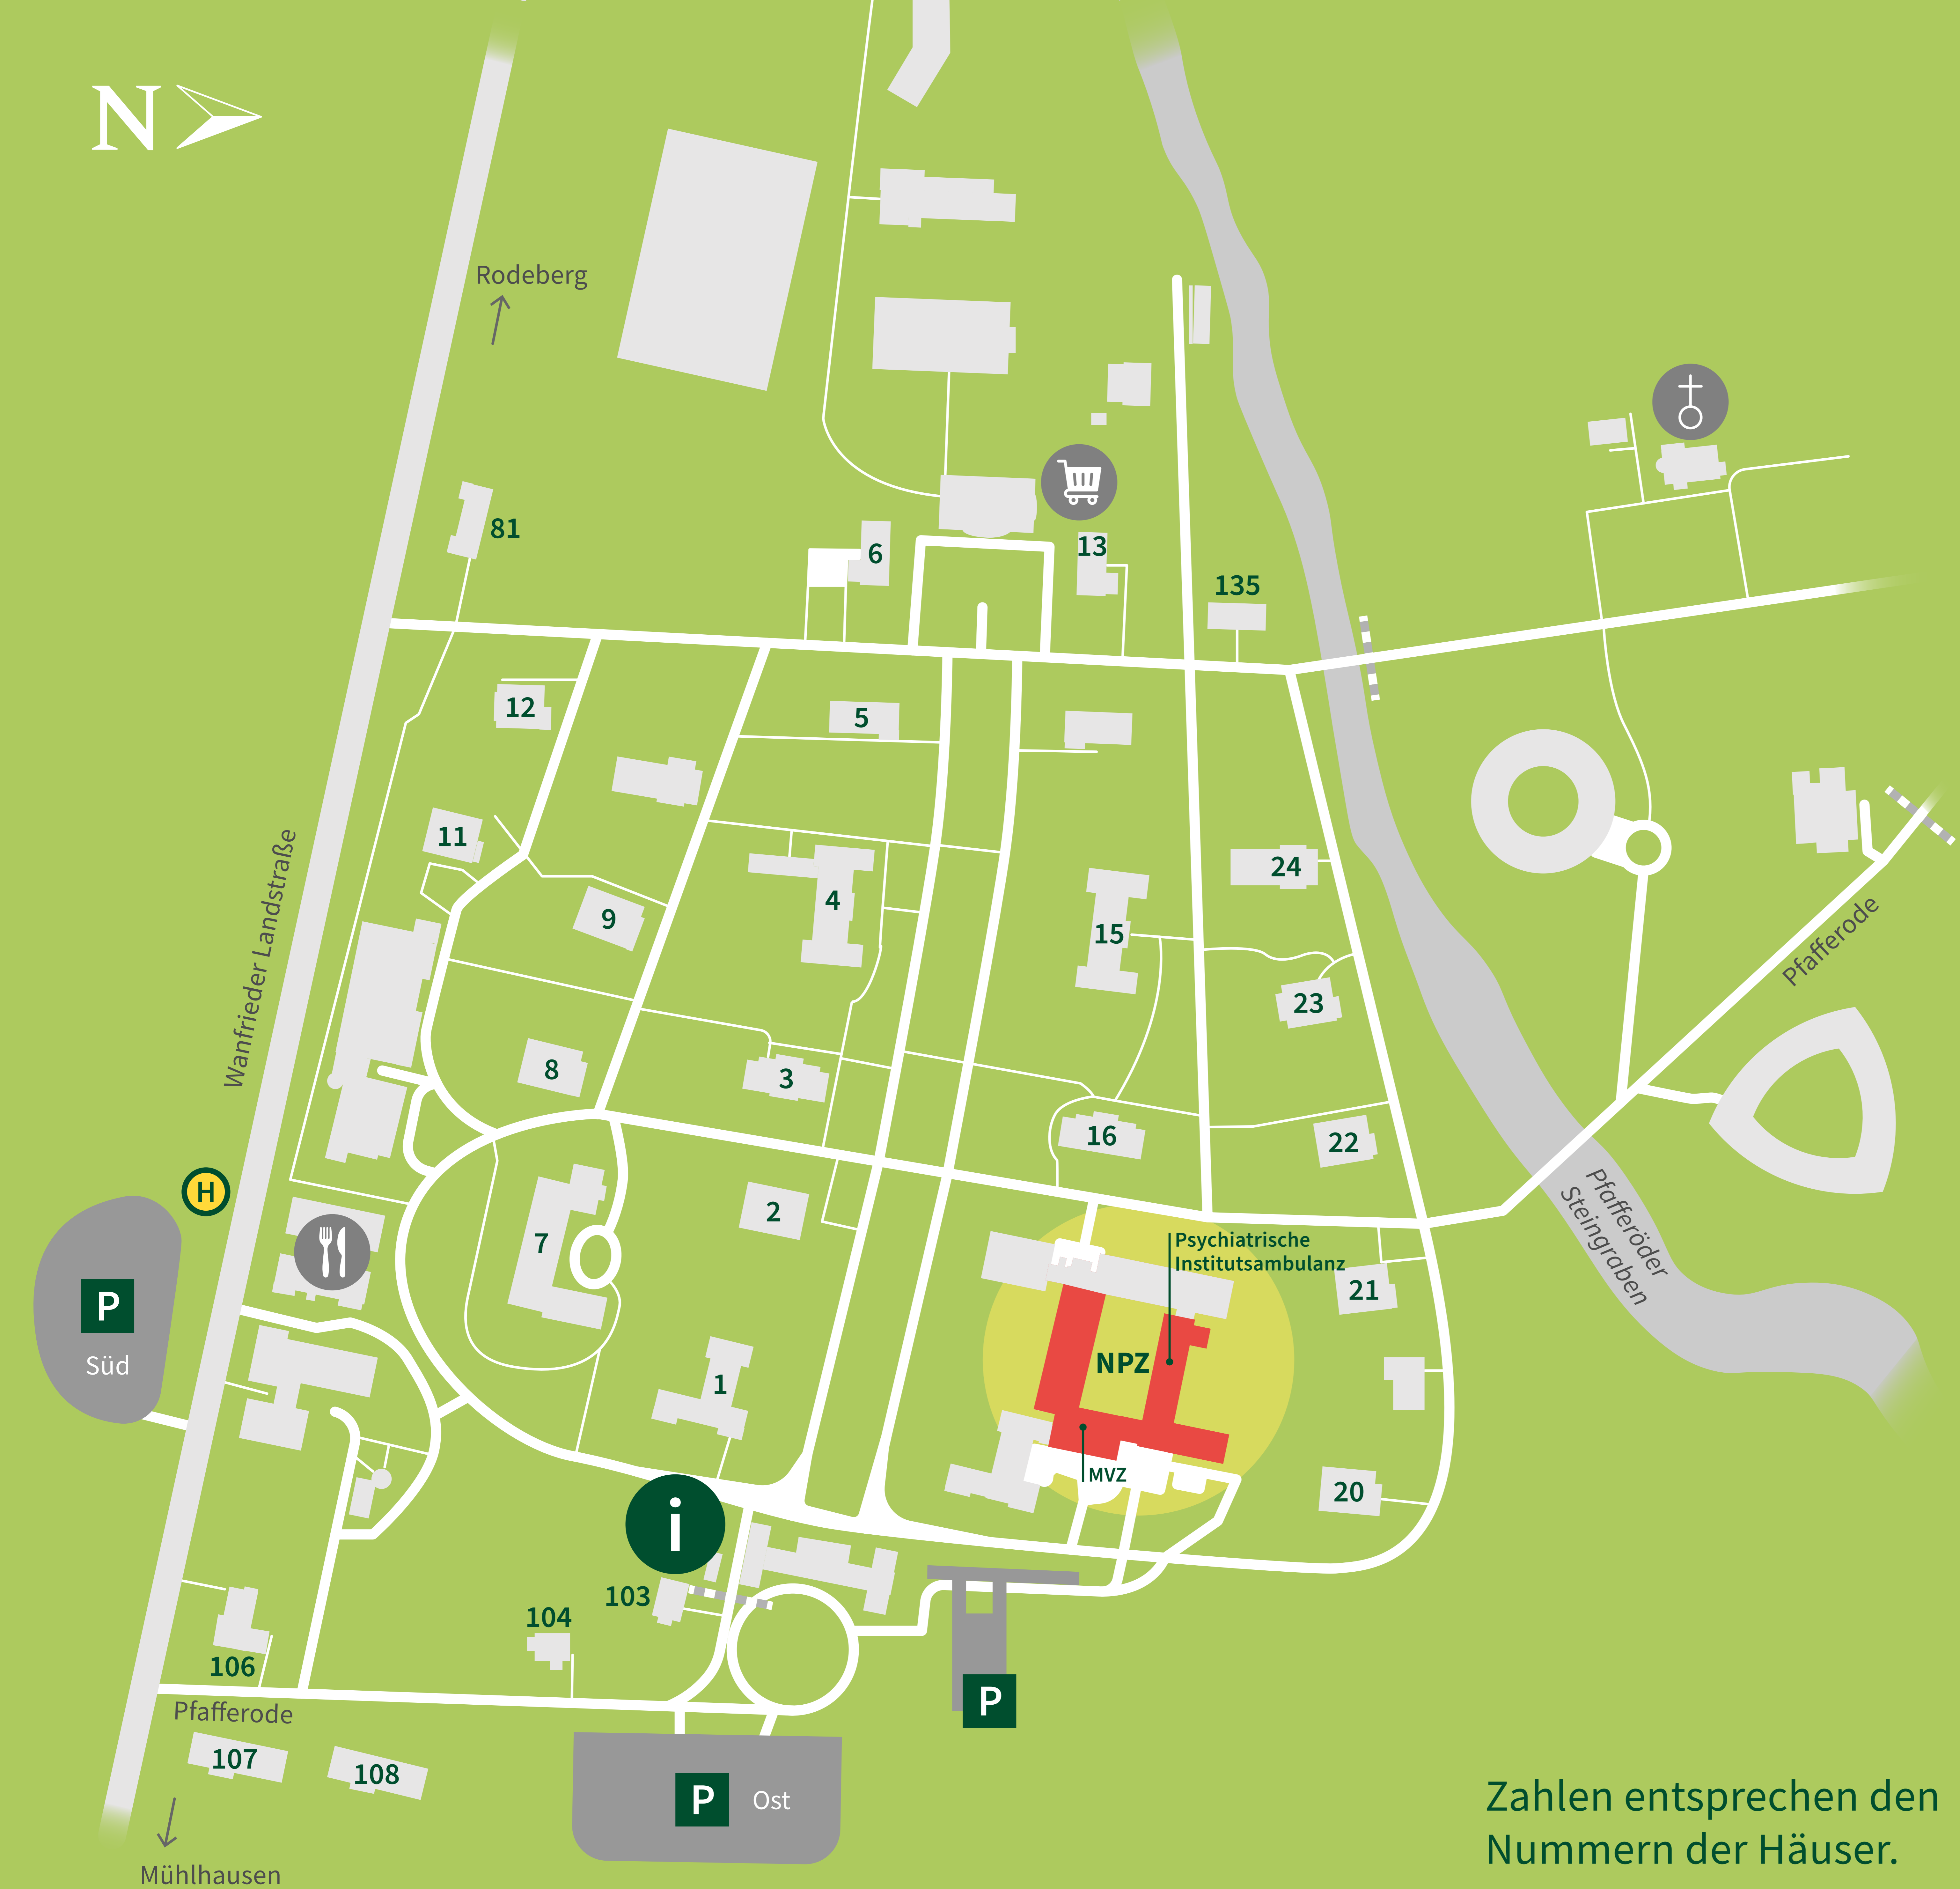 N
Rodeberg
81
6
13
135
12
5
11
9
4
15
24
Wanfrieder Landstraße
Pfafferode
23
8
3
16
22
H
7
2
Pfafferöder
Steingraben
Psychiatrische
Institutsambulanz
21
P
Süd
1
NPZ
MVZ
20
i
103
104
106
Pfafferode
P
107
108
P
Ost
Mühlhausen
Zahlen entsprechen den
Nummern der Häuser.